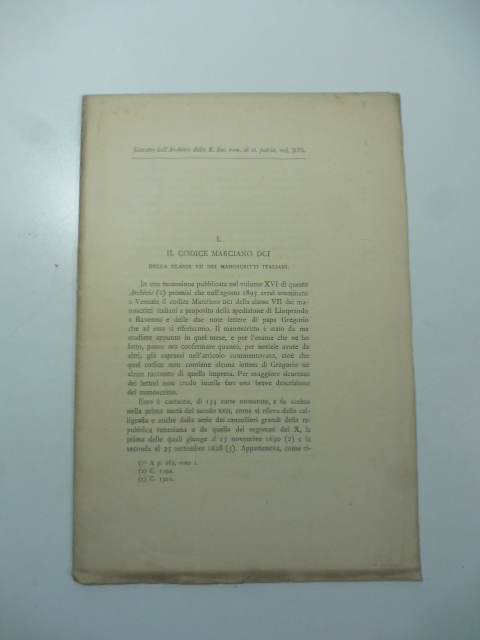 Estratto dall'Archivio della R. Soc. rom. di st. patria, vol. XVI.
I.
IL CODICE MARCIANO DCI
DELLA CLASSE VII DEI MANOSCRITTI ITALIANI.
In una recensione pubblicata nel volume XVI di questo
Archivio (1) promisi che nell'agosto 1893 avrei esaminato
a Venezia il codice Marciano DCI della classe VII dei ma-
noscritti italiani a proposito della spedizione di Liutprando
a Ravenna e delle due note lettere di papa Gregorio
che ad essa si riferiscono. Il manoscritto è stato da me
studiato appunto in quel mese, e per l'esame che ne ho
fatto, posso ora confermare quanto, per notizie avute da
altri, già espressi nell'articolo summentovato, cioè che
quel codice non contiene alcuna lettera di Gregorio nè
alcun racconto di quella impresa. Per maggiore sicurezza
dei lettori non credo inutile fare una breve descrizione
del manoscritto.
Esso è cartaceo, di 154 carte numerate, e fu scritto
nella prima metà del secolo XVII, come si rileva dalla cal-
ligrafia e anche dalla serie dei cancellieri grandi della re-
pubblica veneziana e da quella dei segretari dei X, la
prima delle quali giunge al 15 novembre 1630 (2) e la
seconda al 25 settembre 1628 (3). Apparteneva, come ri-
(1) A p. 262, nota 1.
(2) C.
(3) C.